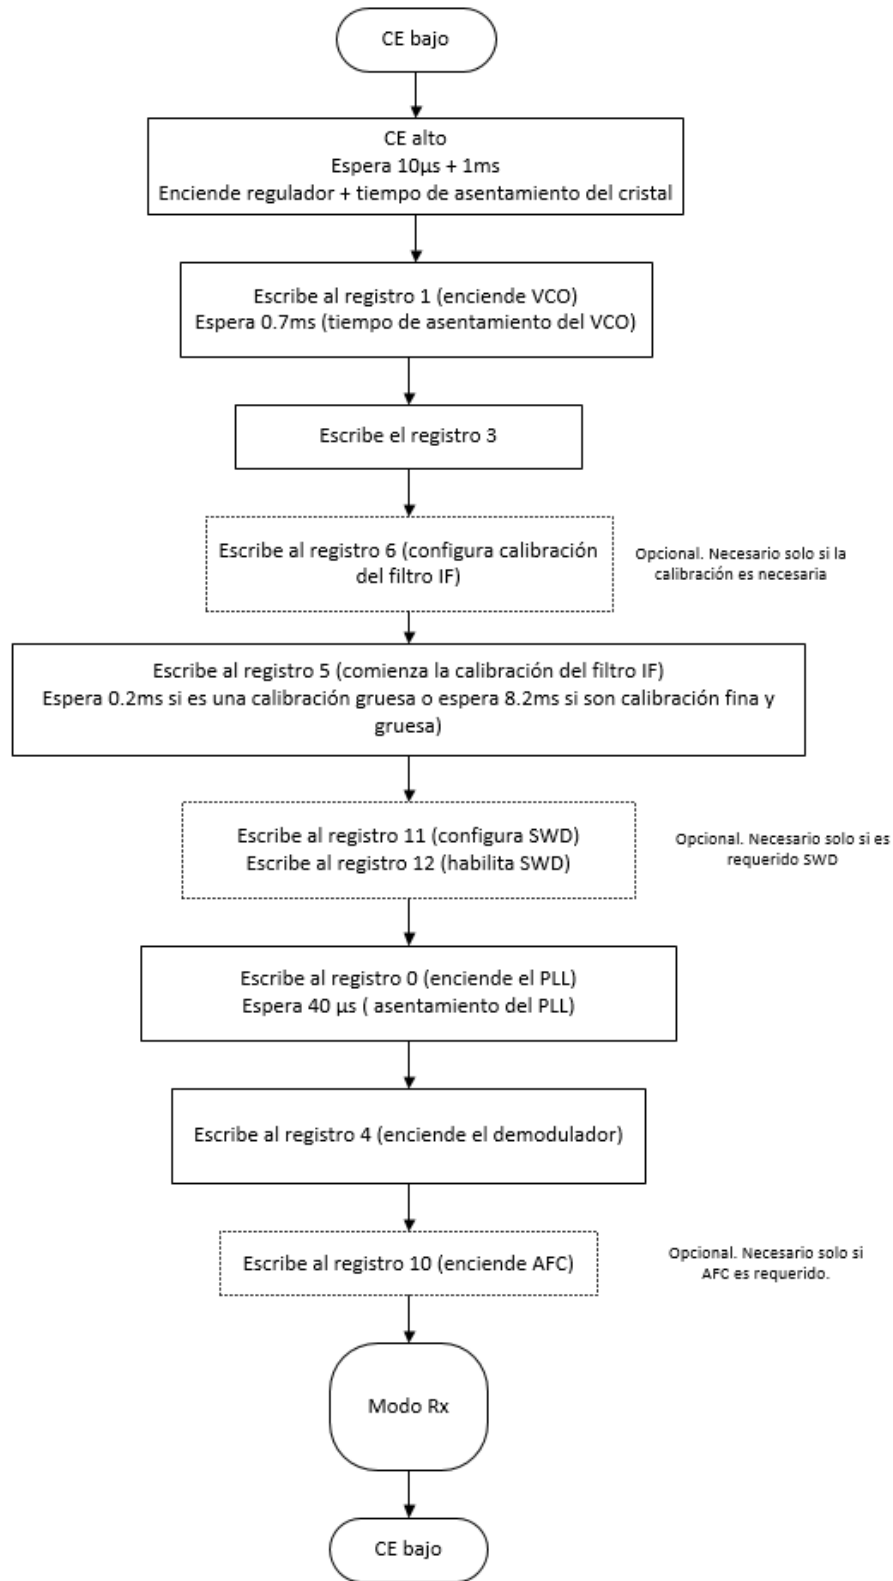 CE bajo
CE alto
Espera 10µs + 1ms
Enciende regulador + tiempo de asentamiento del cristal
Escribe al registro 1 (enciende VCO)
Espera 0.7ms (tiempo de asentamiento del VCO)
Escribe el registro 3
Escribe al registro 6 (configura calibración
del filtro IF)
Opcional. Necesario solo si la
calibración es necesaria
Escribe al registro 5 (comienza la calibración del filtro IF)
Espera 0.2ms si es una calibración gruesa o espera 8.2ms si son calibración fina y
gruesa)
Escribe al registro 11 (configura SWD)
Escribe al registro 12 (habilita SWD)
Opcional. Necesario solo si es
requerido SWD
Escribe al registro 0 (enciende el PLL)
Espera 40 µs ( asentamiento del PLL)
Escribe al registro 4 (enciende el demodulador)
Escribe al registro 10 (enciende AFC)
Opcional. Necesario solo si
AFC es requerido.
Modo Rx
CE bajo